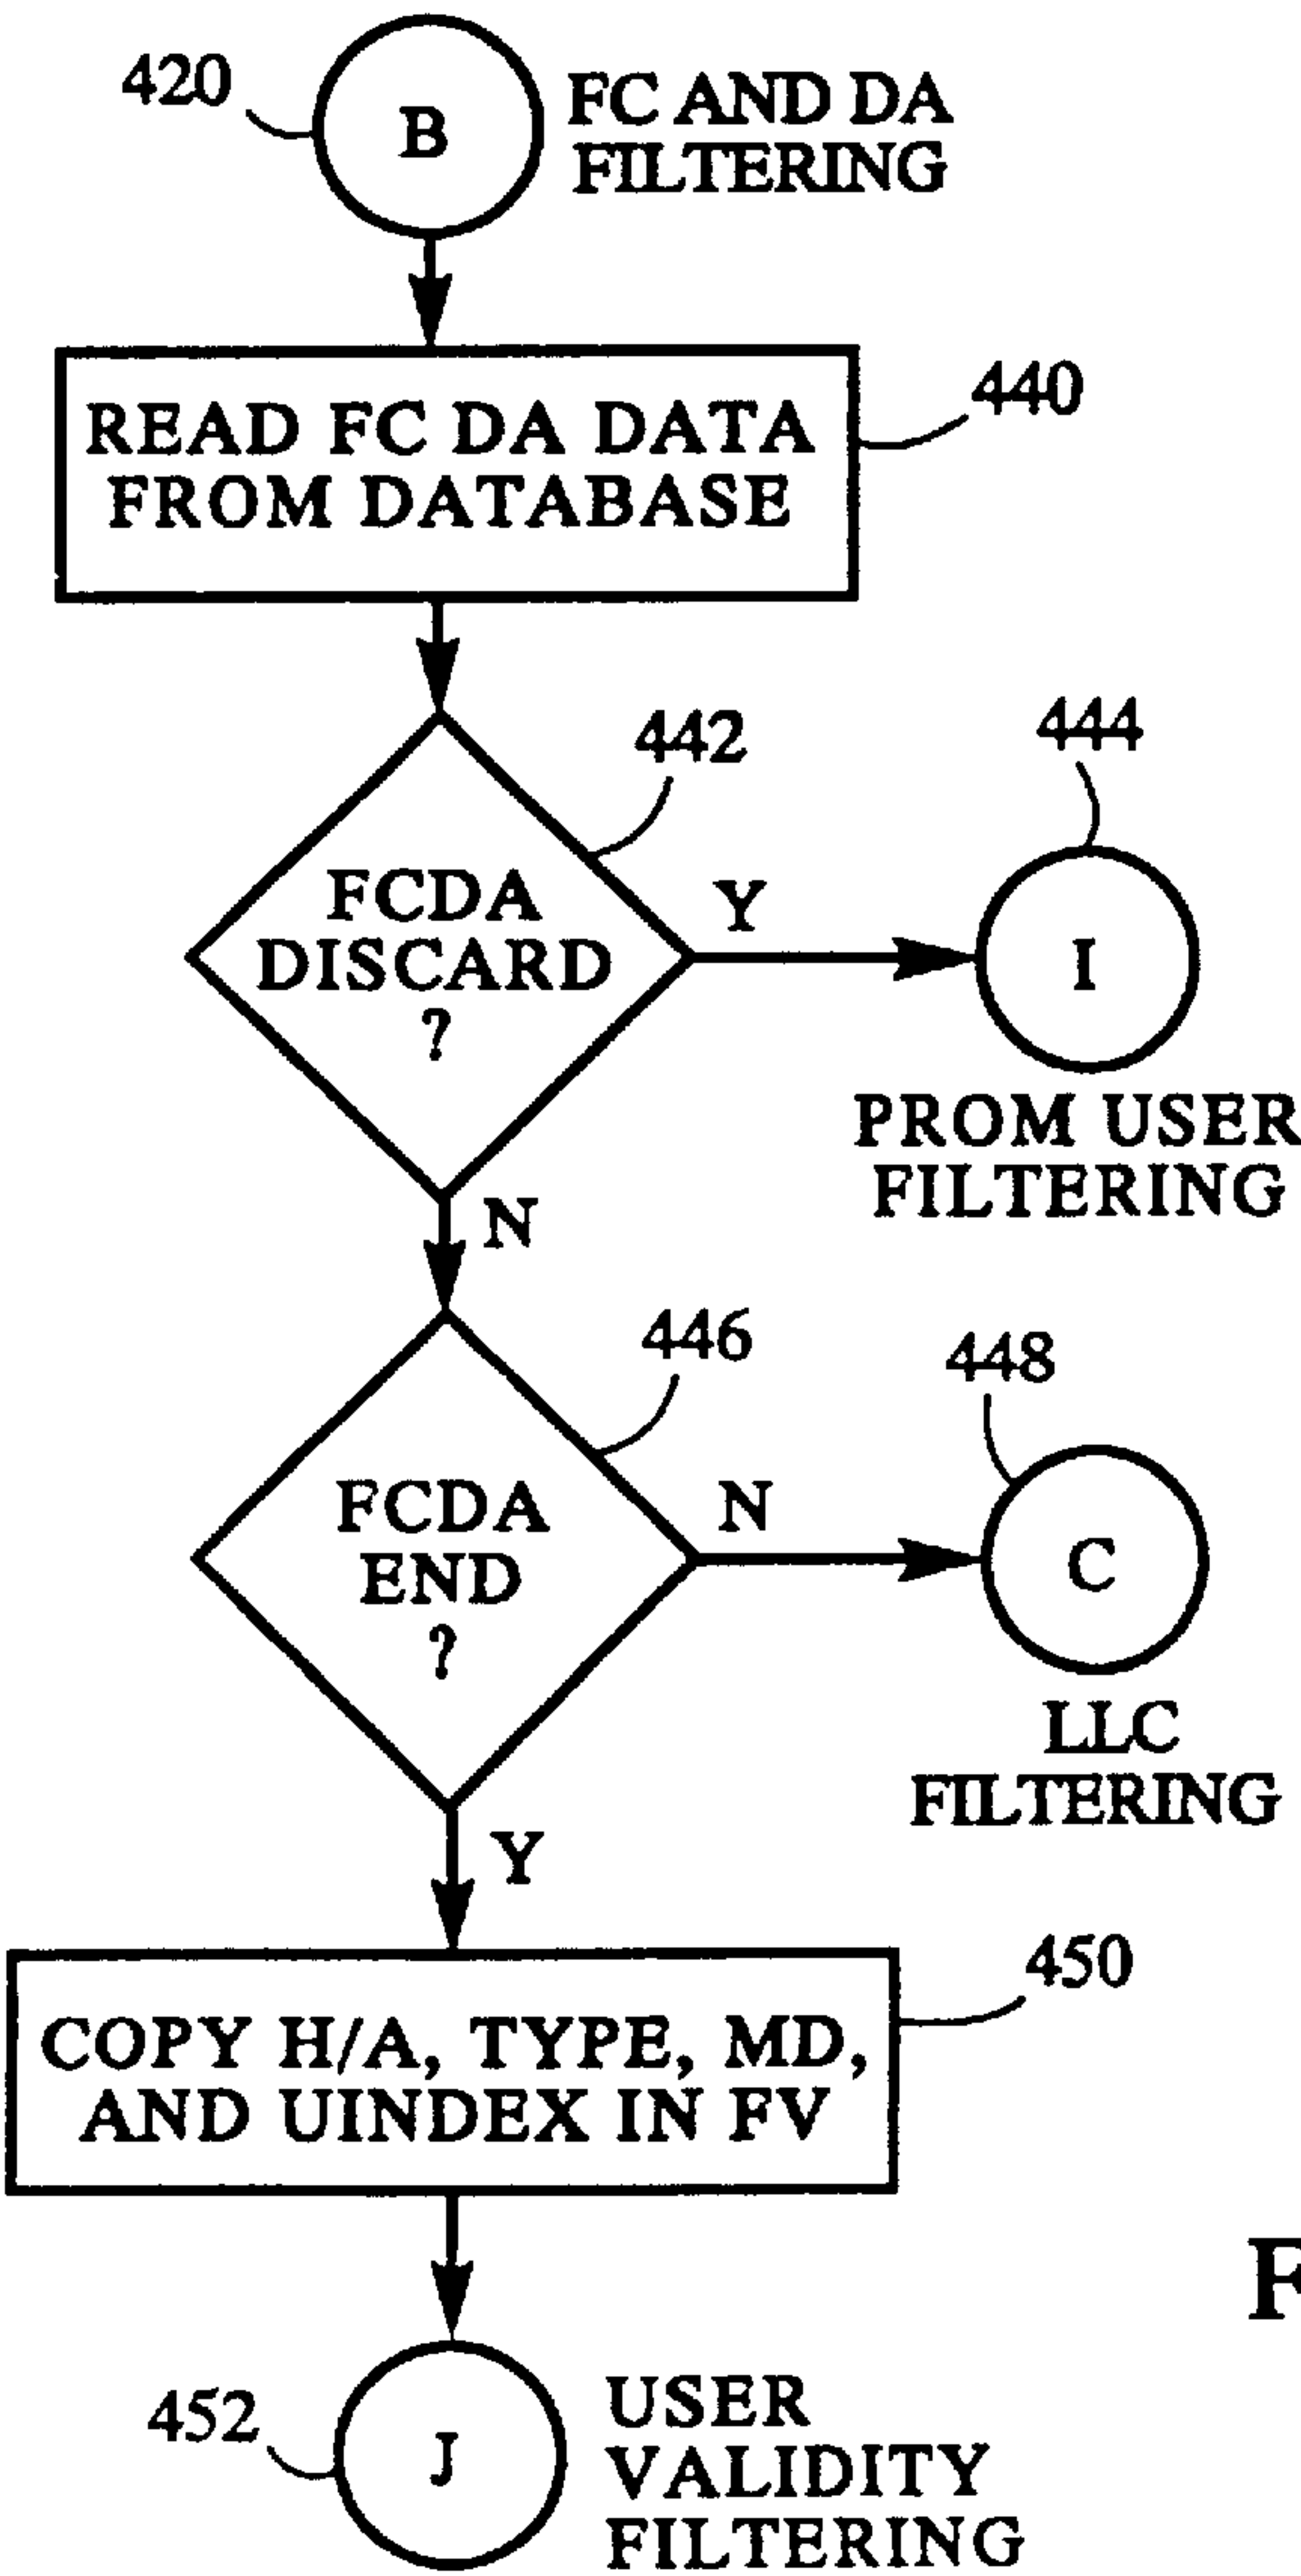 420
B
FC AND DA
FILTERING
READ FC DA DATA
FROM DATABASE
440
442
FCDA
DISCARD
?
Y
444
I
PROM USER
FILTERING
N
446
FCDA
END
?
N
448
C
LLC
FILTERING
Y
450
COPY H/A, TYPE, MD,
AND UINDEX IN FV
F
452
J
USER
VALIDITY
FILTERING